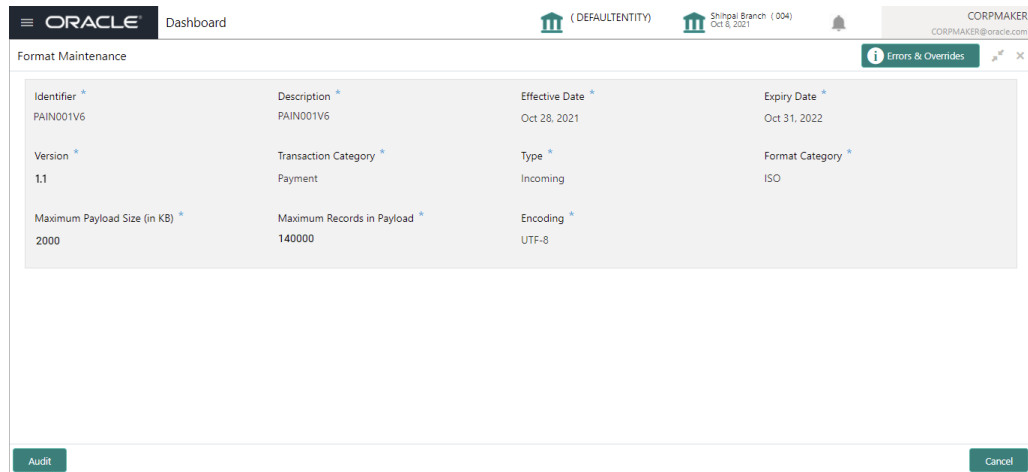 ORACLE
Dashboard
( DEFAULTENTITY)
Shihpai Branch ( 004)
Oct 8, 2021
CORPMAKER
CORPMAKER@oracle.com
Format Maintenance
Errors & Overrides
Identifier * Description * Effective Date * Expiry Date *
PAIN001V6 PAIN001V6 Oct 28, 2021 Oct 31, 2022
Version * Transaction Category * Type * Format Category *
1.1 Payment Incoming ISO
Maximum Payload Size (in KB) * Maximum Records in Payload * Encoding *
2000 140000 UTF-8
Audit Cancel